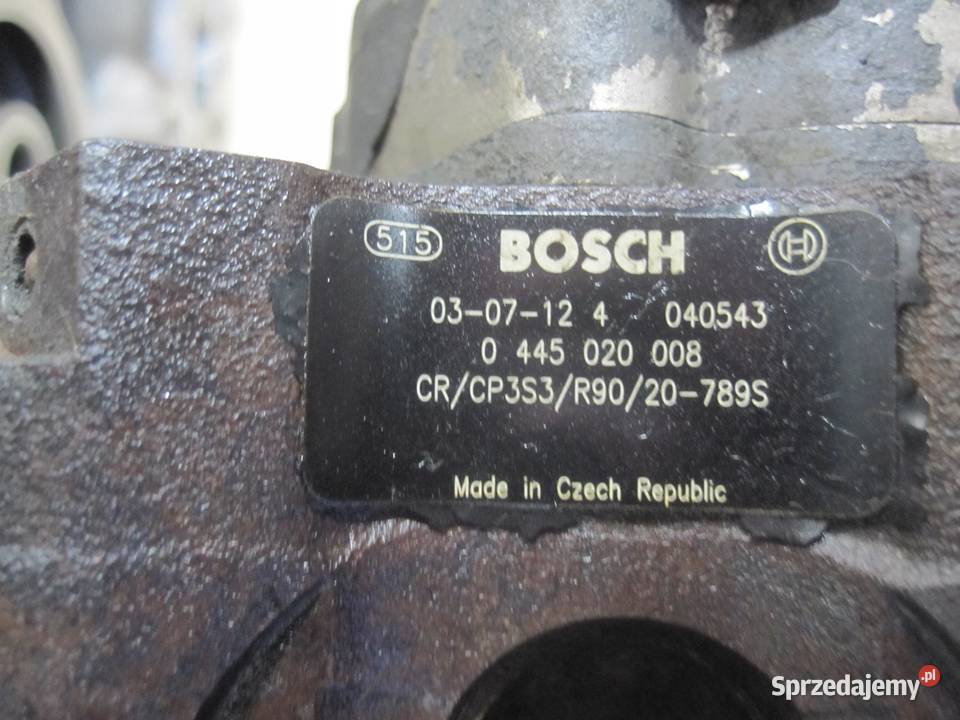 515 BOSCH
03-07-12 4 040543
0 445 020 008
CR/CP3S3/R90/20-789S
Made in Czech Republic
Sprzedajemy.pl